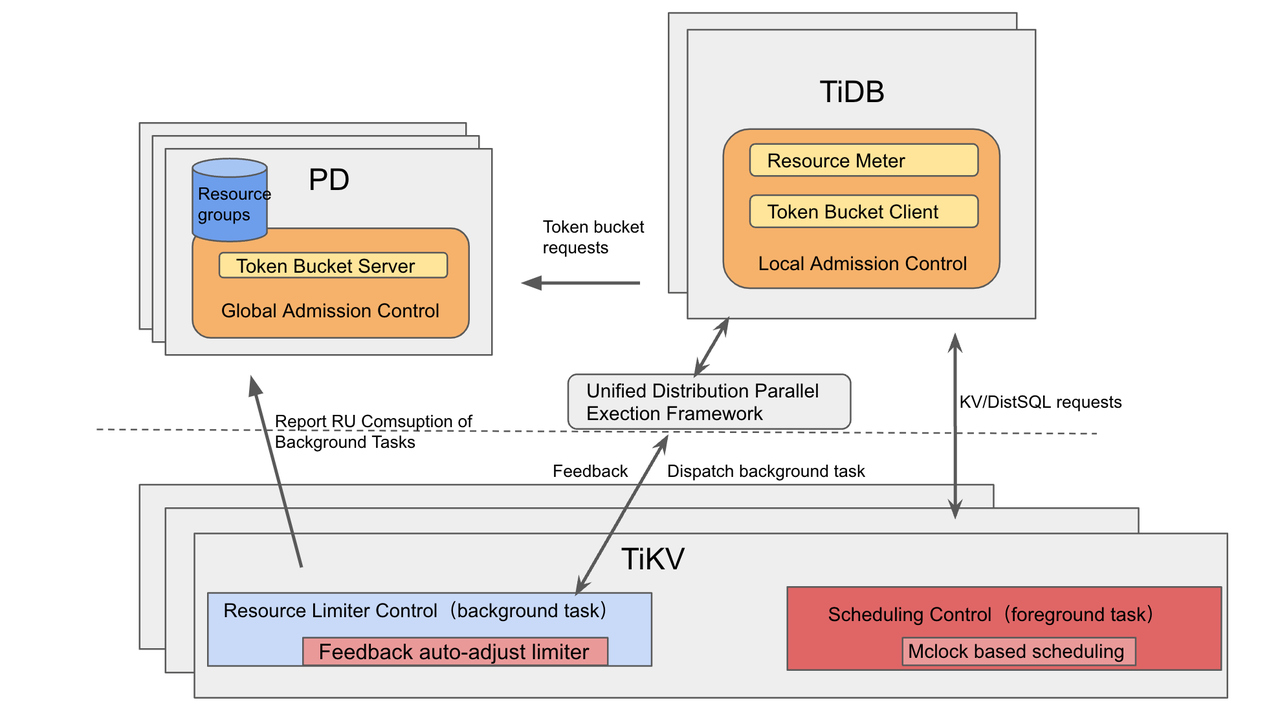 TiDB
Resource Meter
Token Bucket Client
Local Admission Control
PD
Resource
groups
Token Bucket Server
Global Admission Control
Token bucket
requests
Unified Distribution Parallel
Exection Framework
KV/DistSQL requests
Report RU Comsuption of
Background Tasks
Feedback
Dispatch background task
TiKV
Resource Limiter Control（background task）
Feedback auto-adjust limiter
Scheduling Control（foreground task）
Mclock based scheduling